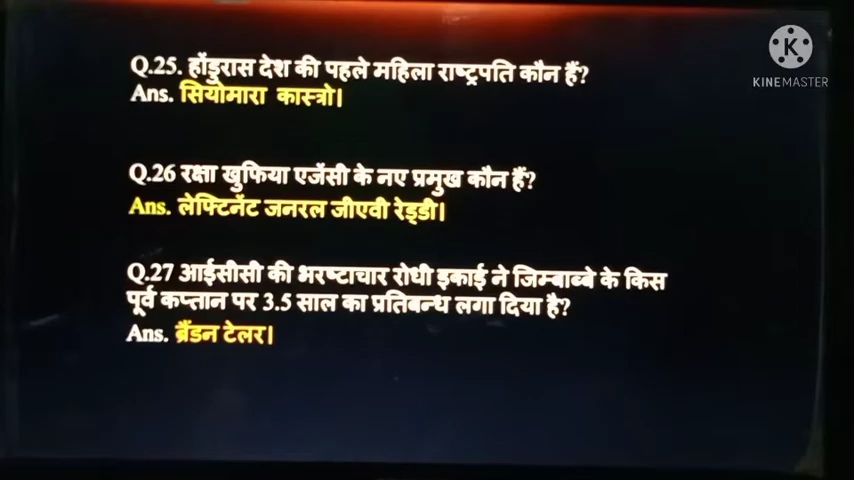 Q.25. होंडुरास देश की पहले महिला राष्ट्रपति कौन हैं?
Ans. सियोमारा कास्त्रो।
Q.26 रक्षा खुफिया एजेंसी के नए प्रमुख कौन हैं?
Ans. लेफ्टिनेंट जनरल जीएवी रेड्डी।
Q.27 आईसीसी की भरष्टाचार रोधी इकाई ने जिम्बाब्बे के किस
पूर्व कप्तान पर 3.5 साल का प्रतिबन्ध लगा दिया है?
Ans. ब्रैंडन टेलर।
K
KINEMASTER